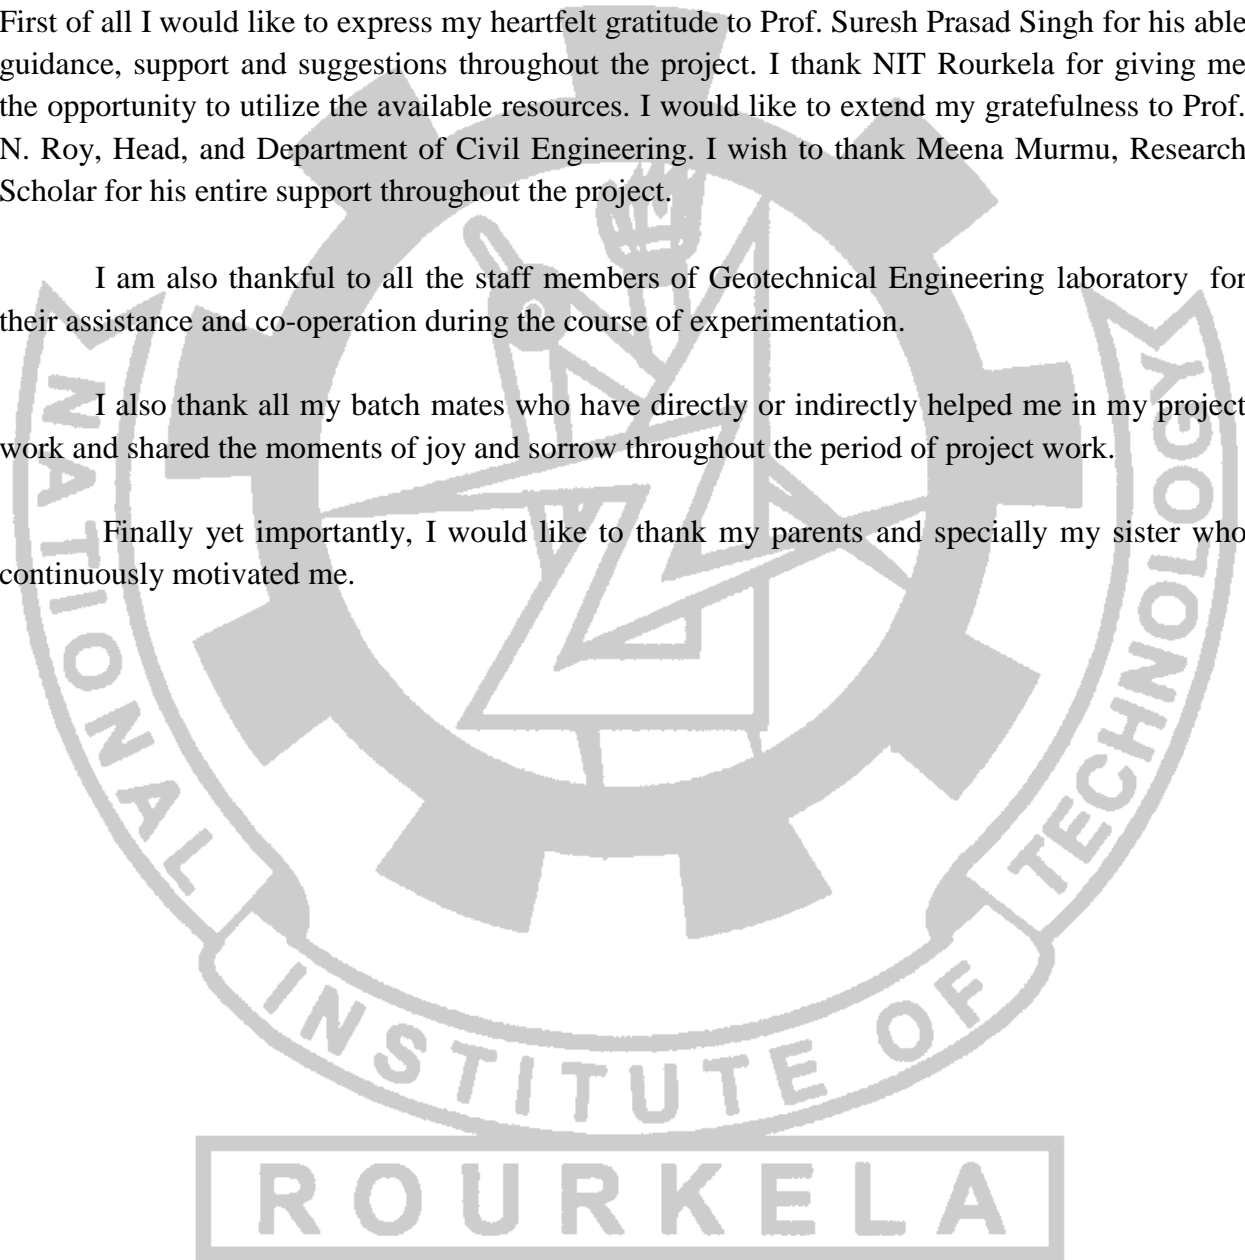 First of all I would like to express my heartfelt gratitude to Prof. Suresh Prasad Singh for his able
guidance, support and suggestions throughout the project. I thank NIT Rourkela for giving me
the opportunity to utilize the available resources. I would like to extend my gratefulness to Prof.
N. Roy, Head, and Department of Civil Engineering. I wish to thank Meena Murmu, Research
Scholar for his entire support throughout the project.
I am also thankful to all the staff members of Geotechnical Engineering laboratory for
their assistance and co-operation during the course of experimentation.
I also thank all my batch mates who have directly or indirectly helped me in my project
work and shared the moments of joy and sorrow throughout the period of project work.
Finally yet importantly, I would like to thank my parents and specially my sister who
continuously motivated me.
NATIONAL INSTITUTE OF TECHNOLOGY
ROURKELA